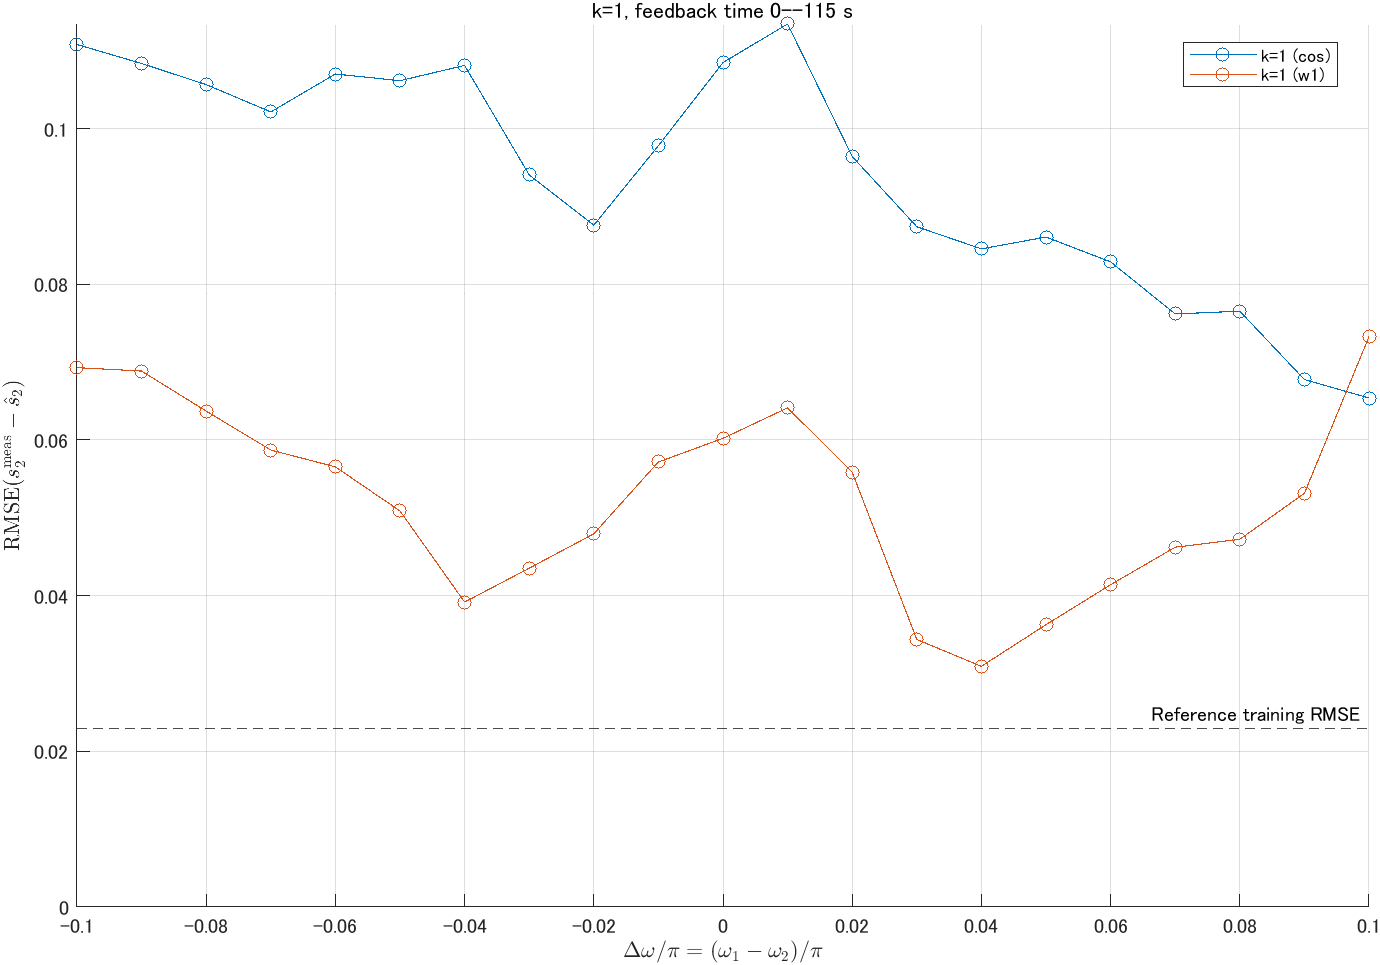 k=1, feedback time 0--115 s
k=1 (cos)
k=1 (w1)
0.1
0.08
0.06
0.04
0.02
0
RMSE(s₂ᵐᵉᵃˢ − ŝ₂)
Reference training RMSE
−0.1 −0.08 −0.06 −0.04 −0.02 0 0.02 0.04 0.06 0.08 0.1
Δω/π = (ω₁ − ω₂)/π